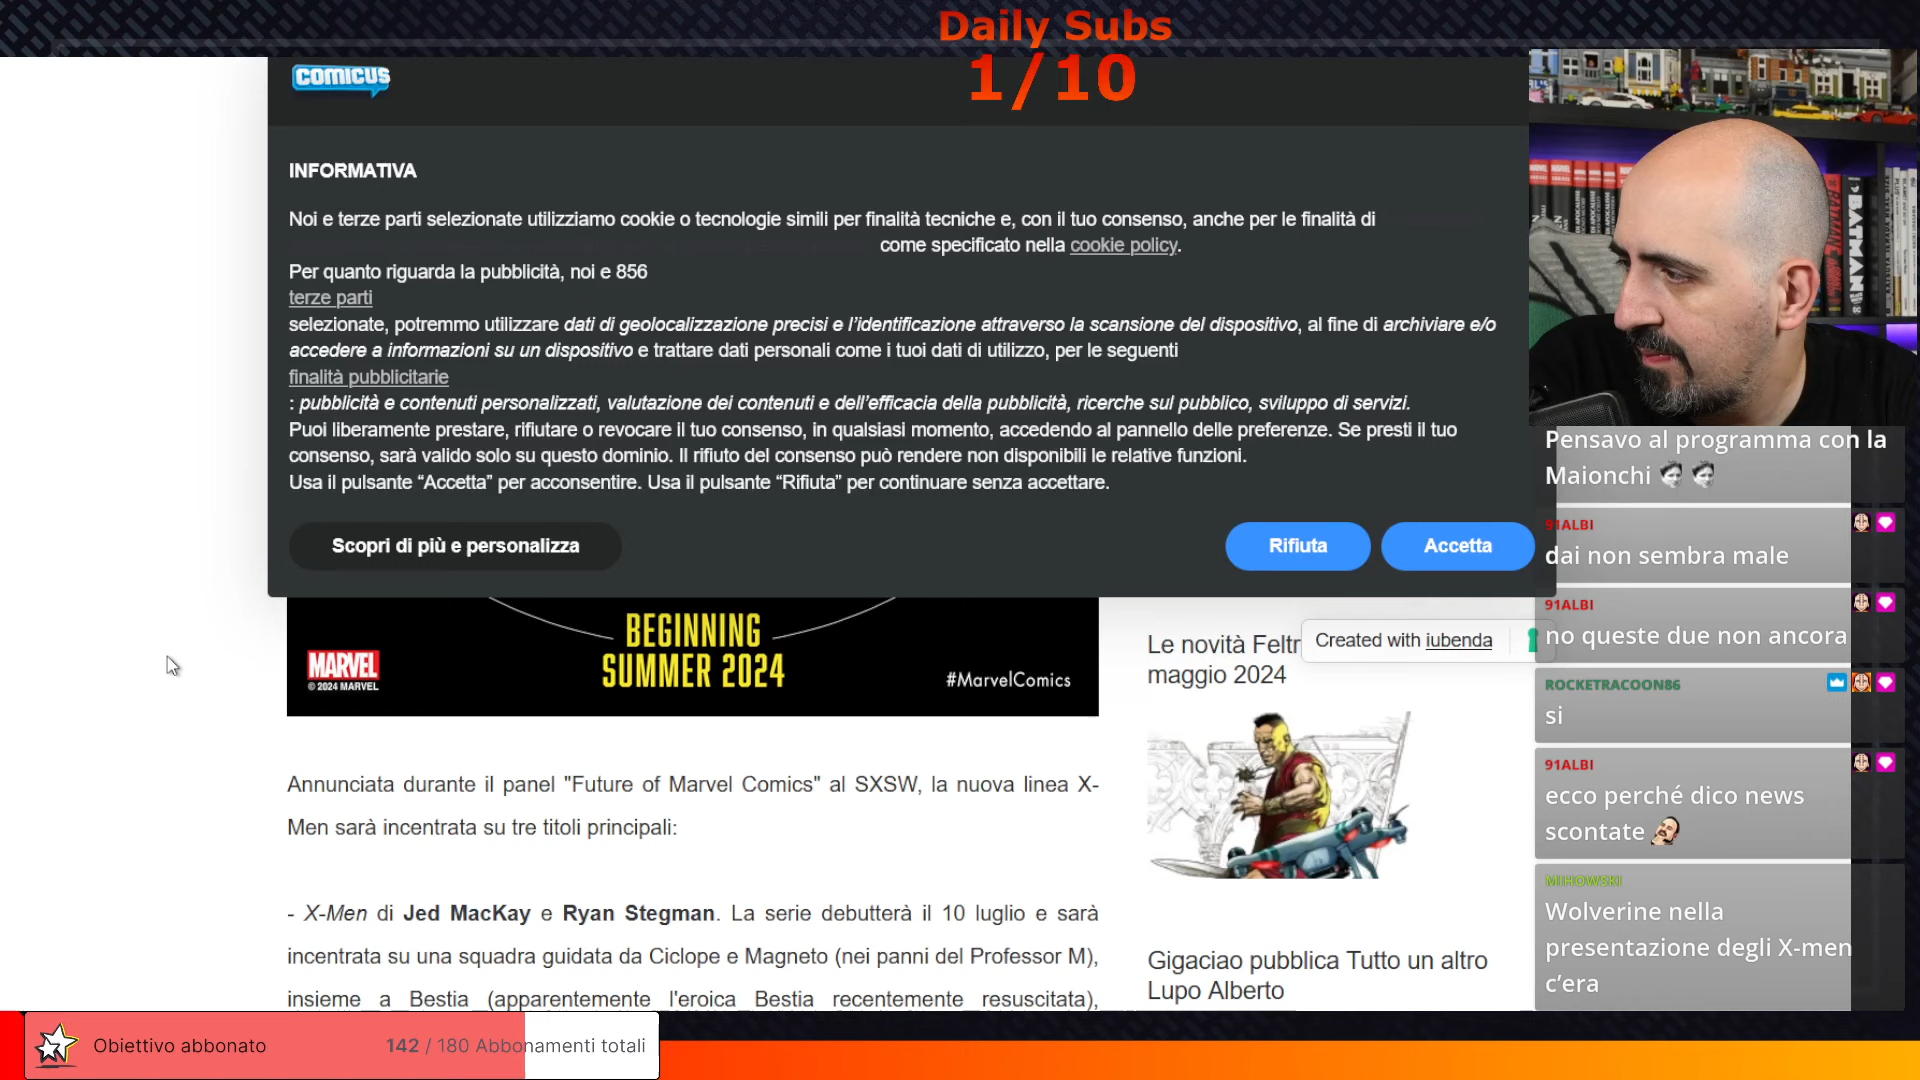 Daily Subs
1/10
COMICUS
INFORMATIVA
Noi e terze parti selezionate utilizziamo cookie o tecnologie simili per finalità tecniche e, con il tuo consenso, anche per le finalità di
come specificato nella cookie policy.
Per quanto riguarda la pubblicità, noi e 856
terze parti
selezionate, potremmo utilizzare dati di geolocalizzazione precisi e l’identificazione attraverso la scansione del dispositivo, al fine di archiviare e/o
accedere a informazioni su un dispositivo e trattare dati personali come i tuoi dati di utilizzo, per le seguenti
finalità pubblicitarie
: pubblicità e contenuti personalizzati, valutazione dei contenuti e dell’efficacia della pubblicità, ricerche sul pubblico, sviluppo di servizi.
Puoi liberamente prestare, rifiutare o revocare il tuo consenso, in qualsiasi momento, accedendo al pannello delle preferenze. Se presti il tuo
consenso, sarà valido solo su questo dominio. Il rifiuto del consenso può rendere non disponibili le relative funzioni.
Usa il pulsante “Accetta” per acconsentire. Usa il pulsante “Rifiuta” per continuare senza accettare.
Scopri di più e personalizza
Rifiuta
Accetta
Created with iubenda
BEGINNING
SUMMER 2024
MARVEL
© 2024 MARVEL
#MarvelComics
Annunciata durante il panel "Future of Marvel Comics" al SXSW, la nuova linea X-
Men sarà incentrata su tre titoli principali:
- X-Men di Jed MacKay e Ryan Stegman. La serie debutterà il 10 luglio e sarà
incentrata su una squadra guidata da Ciclope e Magneto (nei panni del Professor M),
insieme a Bestia (apparentemente l'eroica Bestia recentemente resuscitata),
Le novità Feltr
maggio 2024
Gigaciao pubblica Tutto un altro
Lupo Alberto
BATMAN
Pensavo al programma con la
Maionchi
91ALBI
dai non sembra male
91ALBI
no queste due non ancora
ROCKETRACOON86
si
91ALBI
ecco perché dico news
scontate
MIHOWSKI
Wolverine nella
presentazione degli X-men
c’era
Obiettivo abbonato
142 / 180 Abbonamenti totali